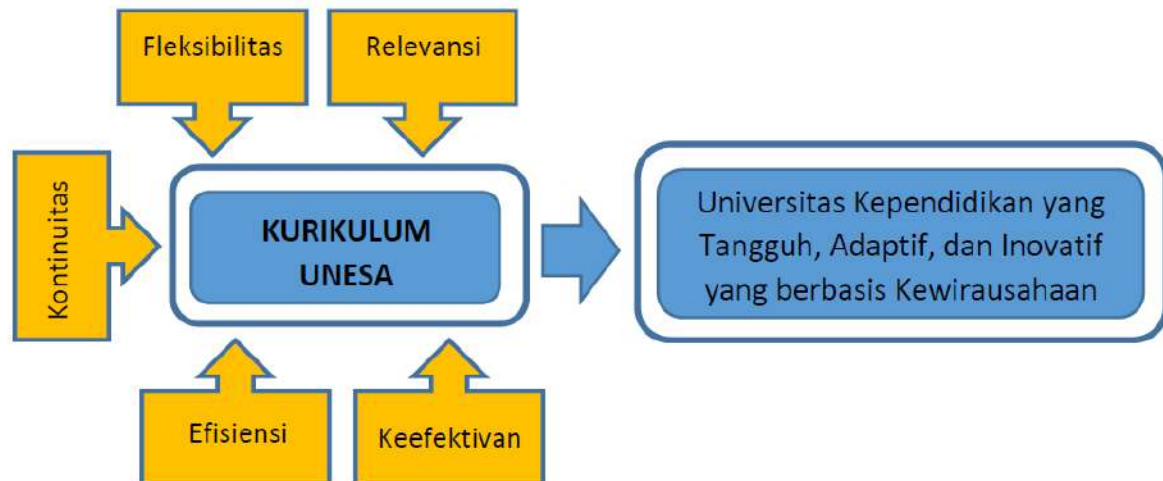 Fleksibilitas
Relevansi
Kontinuitas
KURIKULUM
UNESA
Universitas Kependidikan yang
Tangguh, Adaptif, dan Inovatif
yang berbasis Kewirausahaan
Efisiensi
Keefektivan